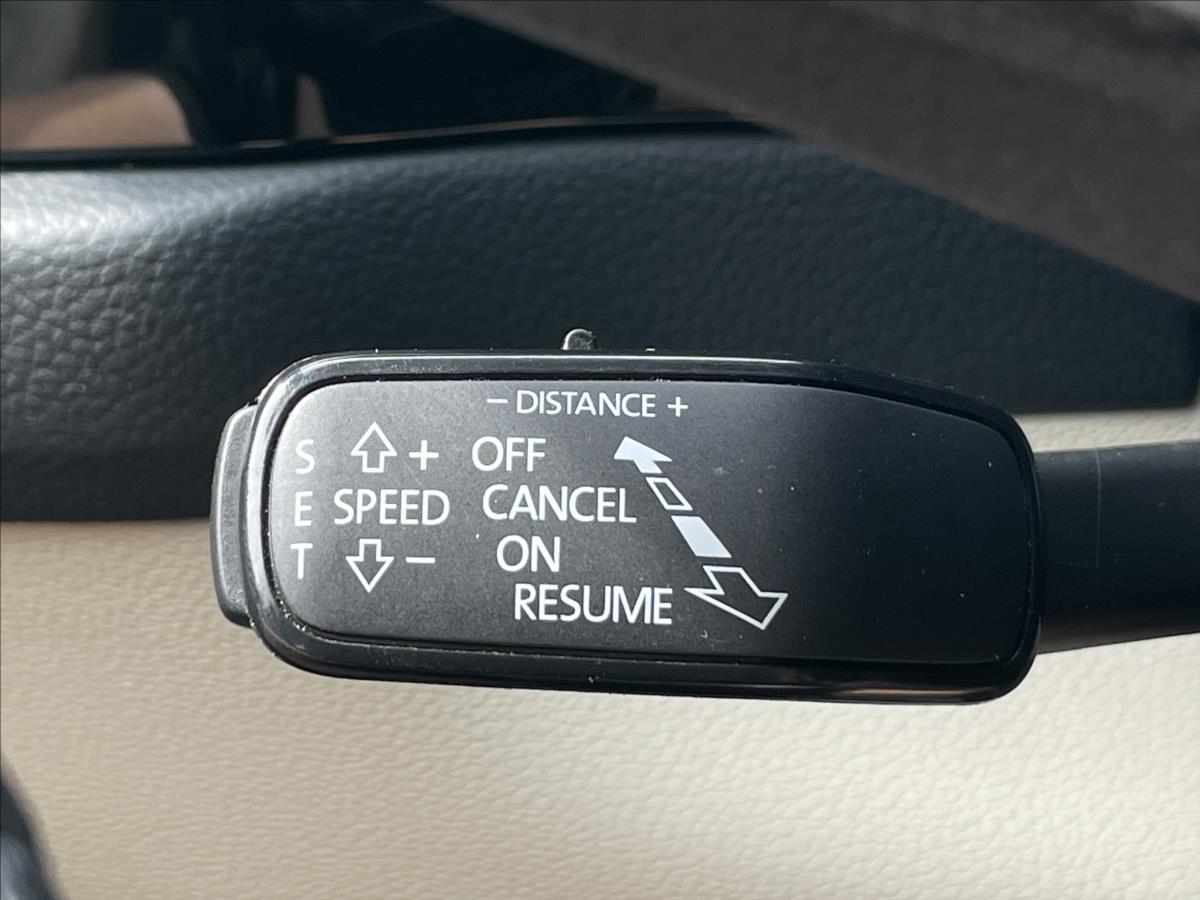 − DISTANCE +
S + OFF
E SPEED CANCEL
T − ON
RESUME